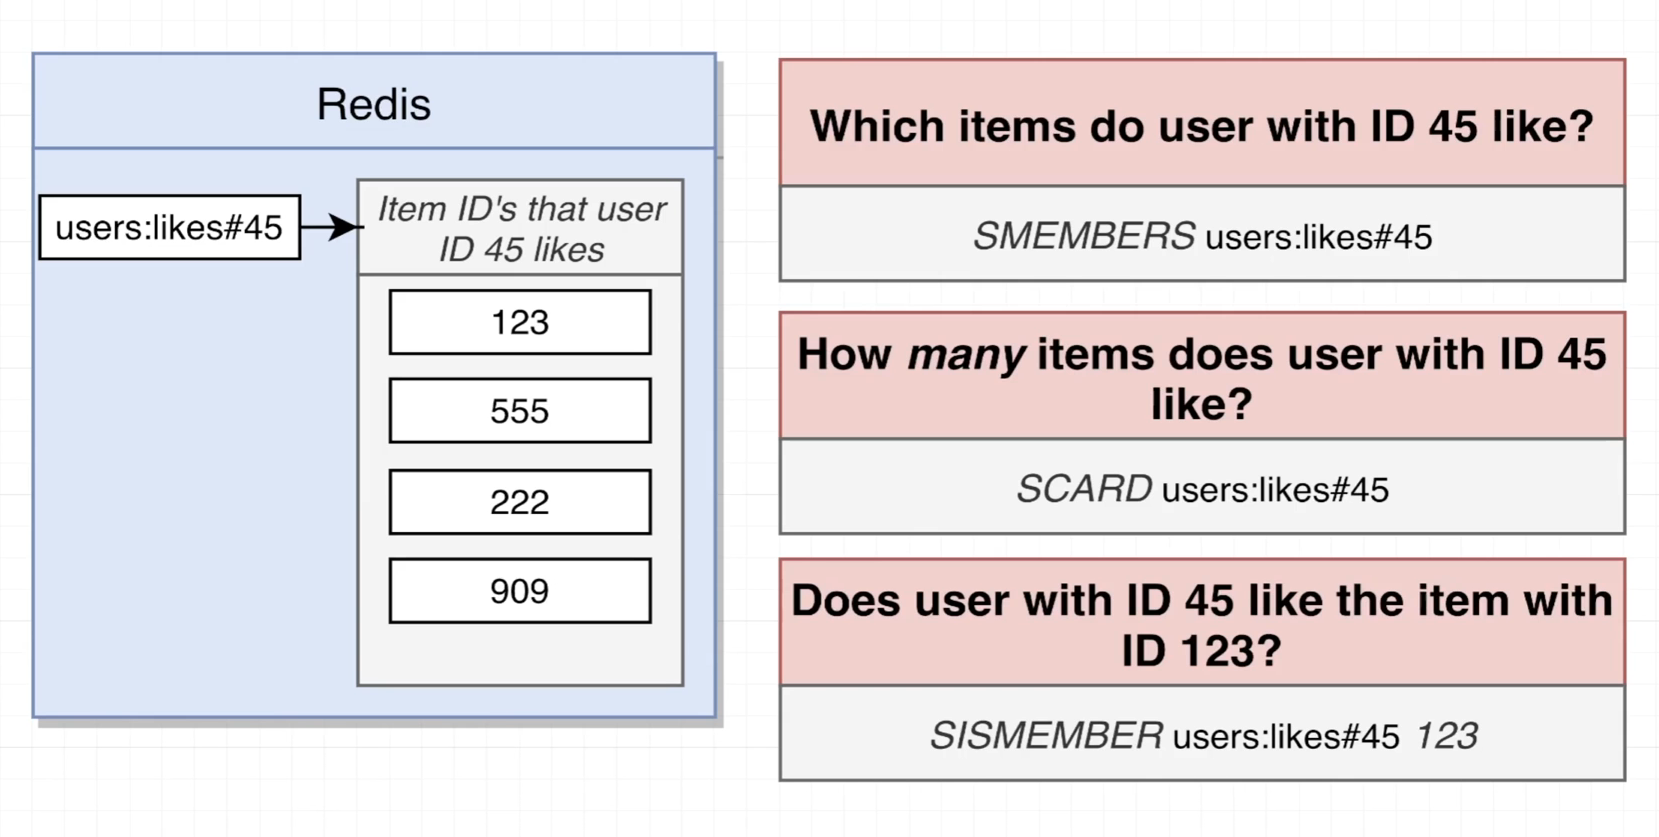 Redis
users:likes#45
Item ID's that user
ID 45 likes
123
555
222
909
Which items do user with ID 45 like?
SMEMBERS users:likes#45
How many items does user with ID 45
like?
SCARD users:likes#45
Does user with ID 45 like the item with
ID 123?
SISMEMBER users:likes#45 123